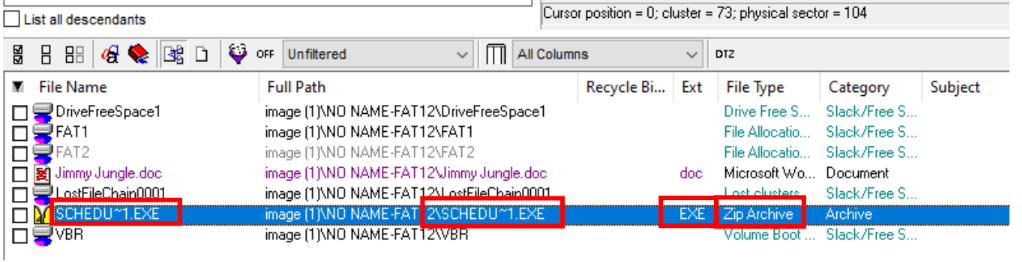 List all descendants
Cursor position = 0; cluster = 73; physical sector = 104
OFF Unfiltered All Columns DTZ
File Name Full Path Recycle Bi... Ext File Type Category Subject
DriveFreeSpace1 image (1)\NO NAME-FAT12\DriveFreeSpace1 Drive Free S... Slack/Free S...
FAT1 image (1)\NO NAME-FAT12\FAT1 File Allocatio... Slack/Free S...
FAT2 image (1)\NO NAME-FAT12\FAT2 File Allocatio... Slack/Free S...
Jimmy Jungle.doc image (1)\NO NAME-FAT12\Jimmy Jungle.doc doc Microsoft Wo... Document
LostFileChain0001 image (1)\NO NAME-FAT12\LostFileChain0001 Lost clusters Slack/Free S...
SCHEDU~1.EXE image (1)\NO NAME-FAT 2\SCHEDU~1.EXE EXE Zip Archive Archive
VBR image (1)\NO NAME-FAT12\VBR Volume Boot ... Slack/Free S...